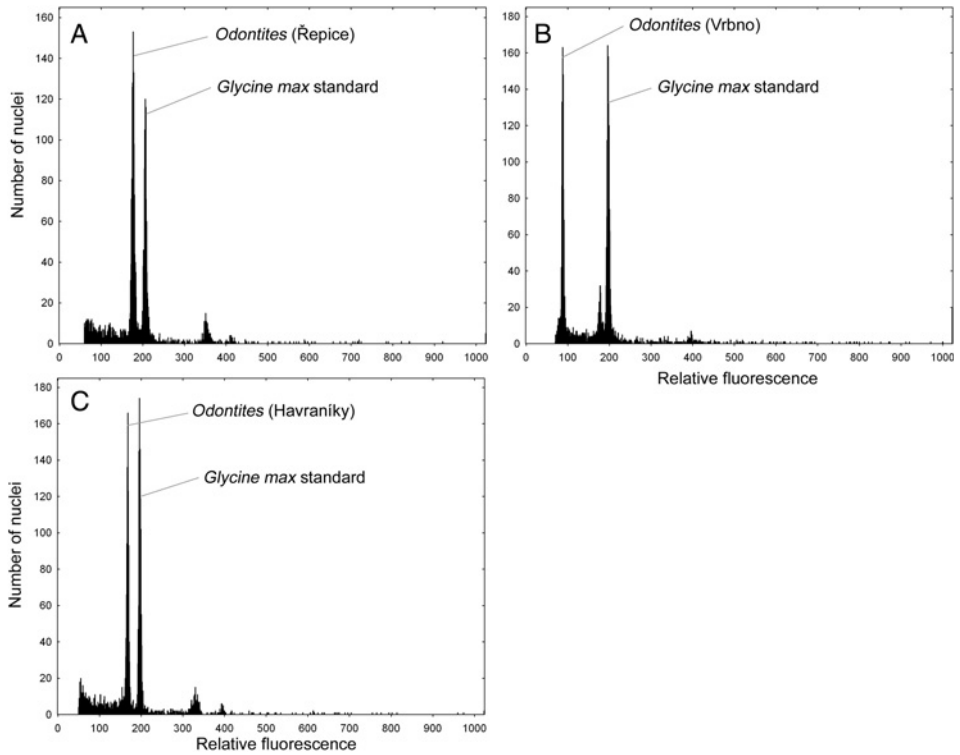 A
Odontites (Řepice)
Glycine max standard
Number of nuclei
160
140
120
100
80
60
40
20
0
0 100 200 300 400 500 600 700 800 900 1000
B
Odontites (Vrbno)
Glycine max standard
180
160
140
120
100
80
60
40
20
0
0 100 200 300 400 500 600 700 800 900 1000
Relative fluorescence
C
Odontites (Havraníky)
Glycine max standard
Number of nuclei
180
160
140
120
100
80
60
40
20
0
0 100 200 300 400 500 600 700 800 900 1000
Relative fluorescence